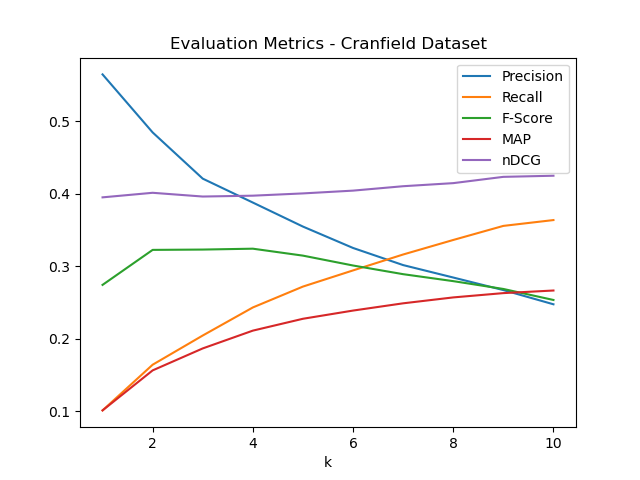 Evaluation Metrics - Cranfield Dataset
Precision
Recall
F-Score
MAP
nDCG
0.5
0.4
0.3
0.2
0.1
2 4 6 8 10
k